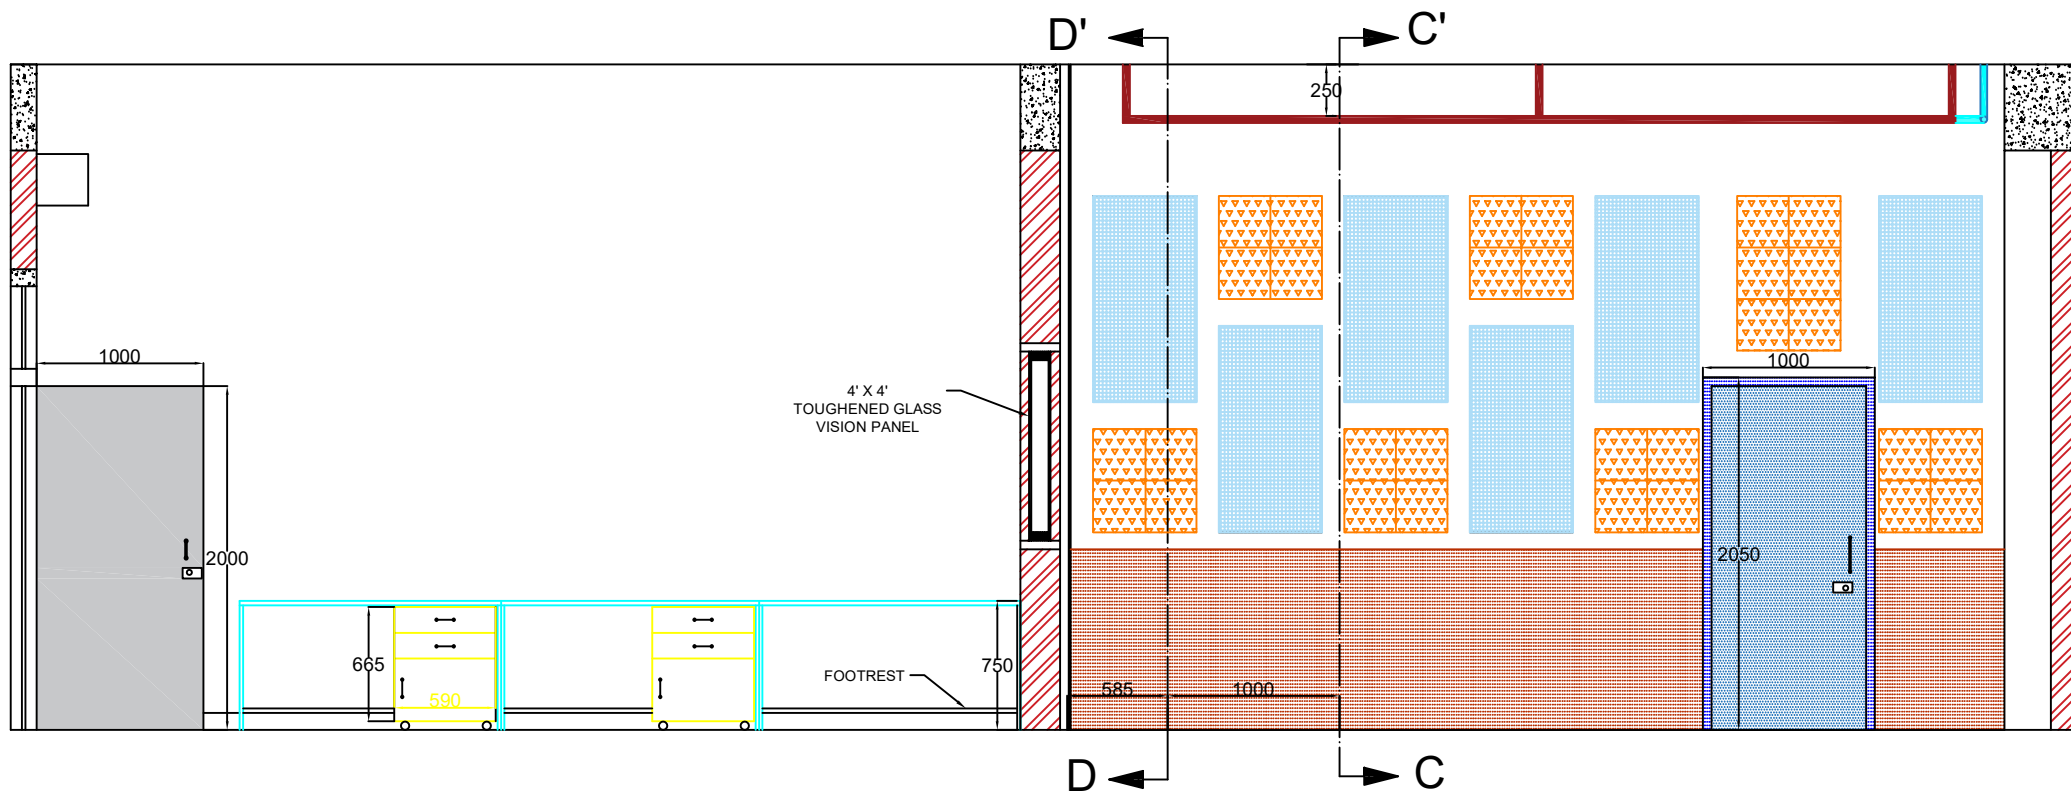 D'
C'
250
1000
1000
4' X 4'
TOUGHENED GLASS
VISION PANEL
2000
2050
665
590
FOOTREST
750
585
1000
D
C